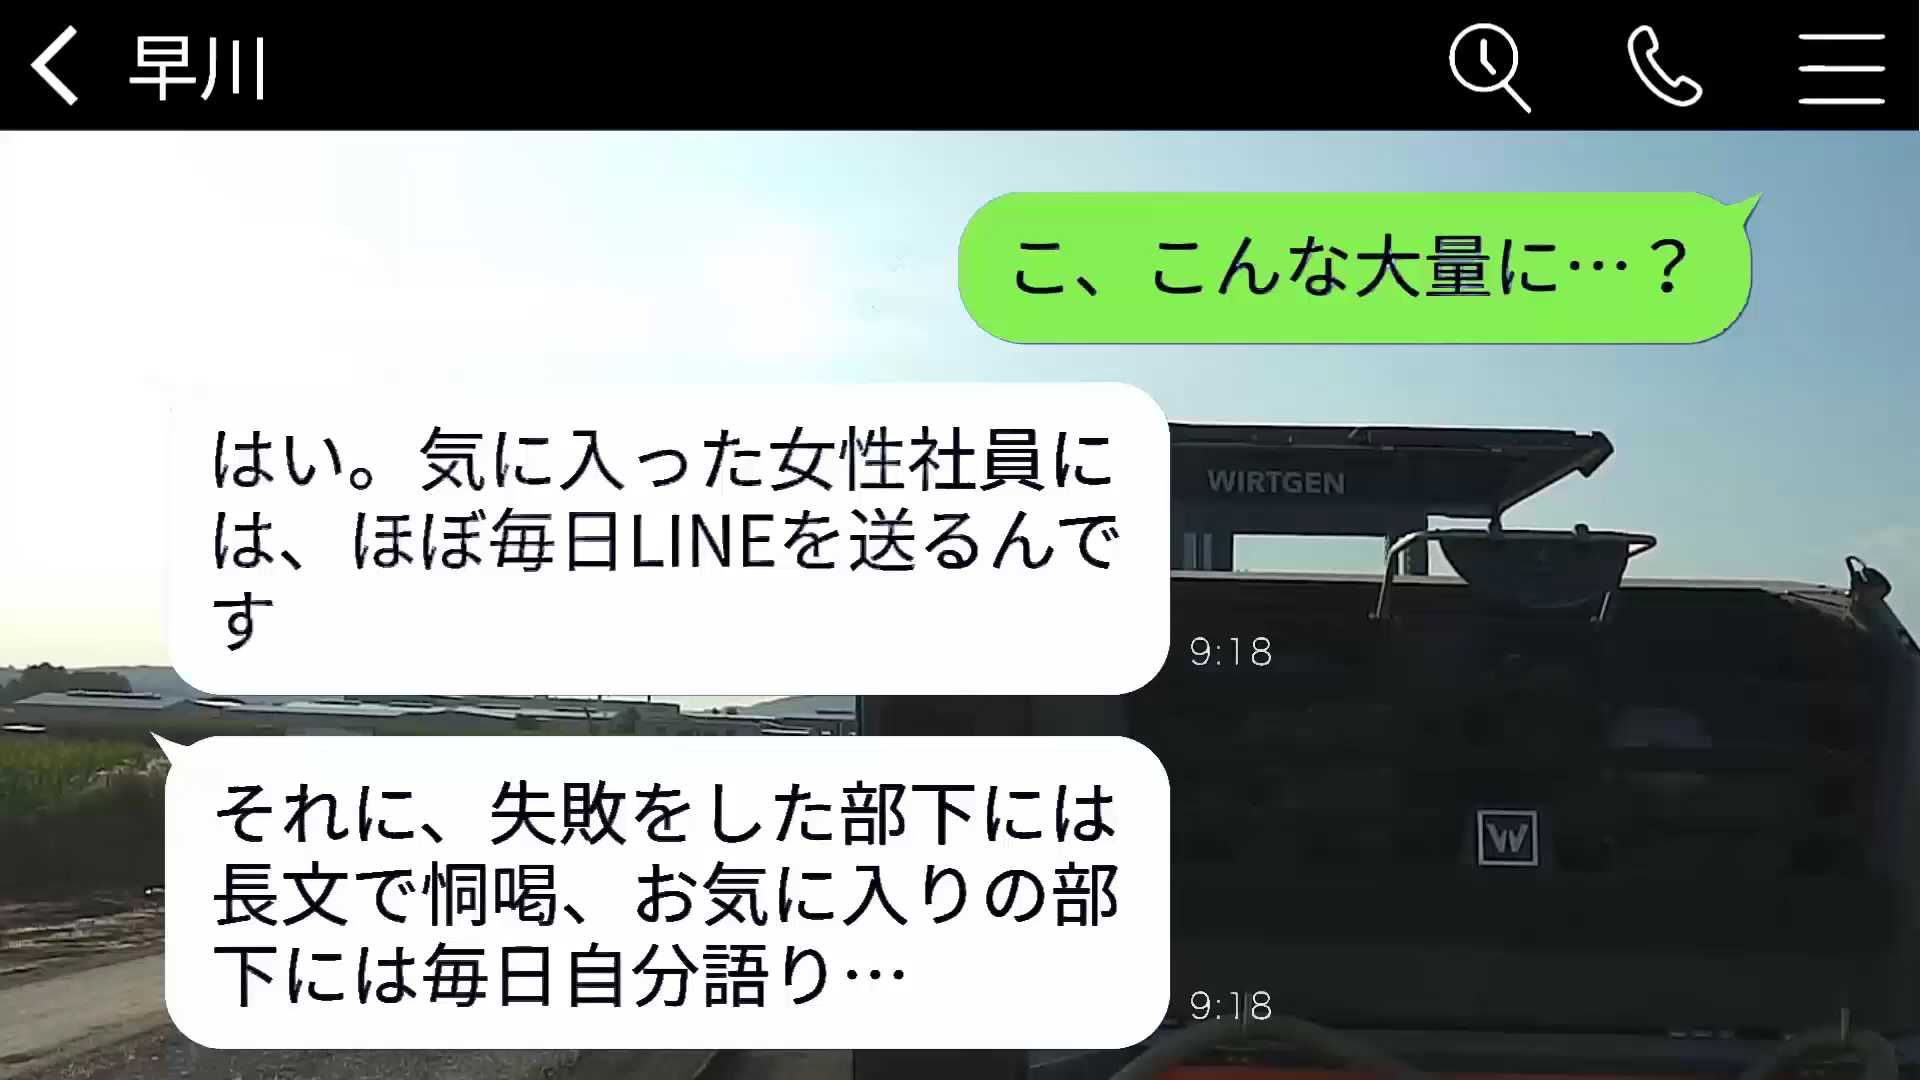 早川
こ、こんな大量に…？
はい。気に入った女性社員に
は、ほぼ毎日LINEを送るんで
す
9:18
WIRTGEN
それに、失敗をした部下には
長文で恫喝、お気に入りの部
下には毎日自分語り…
9:18
W